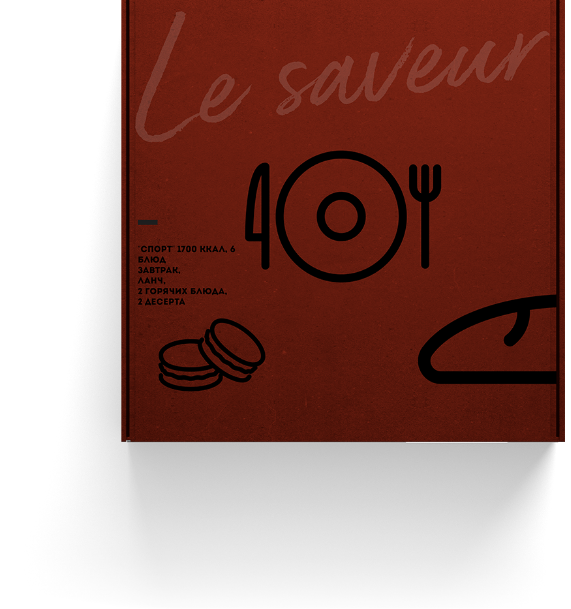 Le saveur
"СПОРТ" 1700 ККАЛ, 6
БЛЮД
ЗАВТРАК,
ЛАНЧ,
2 ГОРЯЧИХ БЛЮДА,
2 ДЕСЕРТА